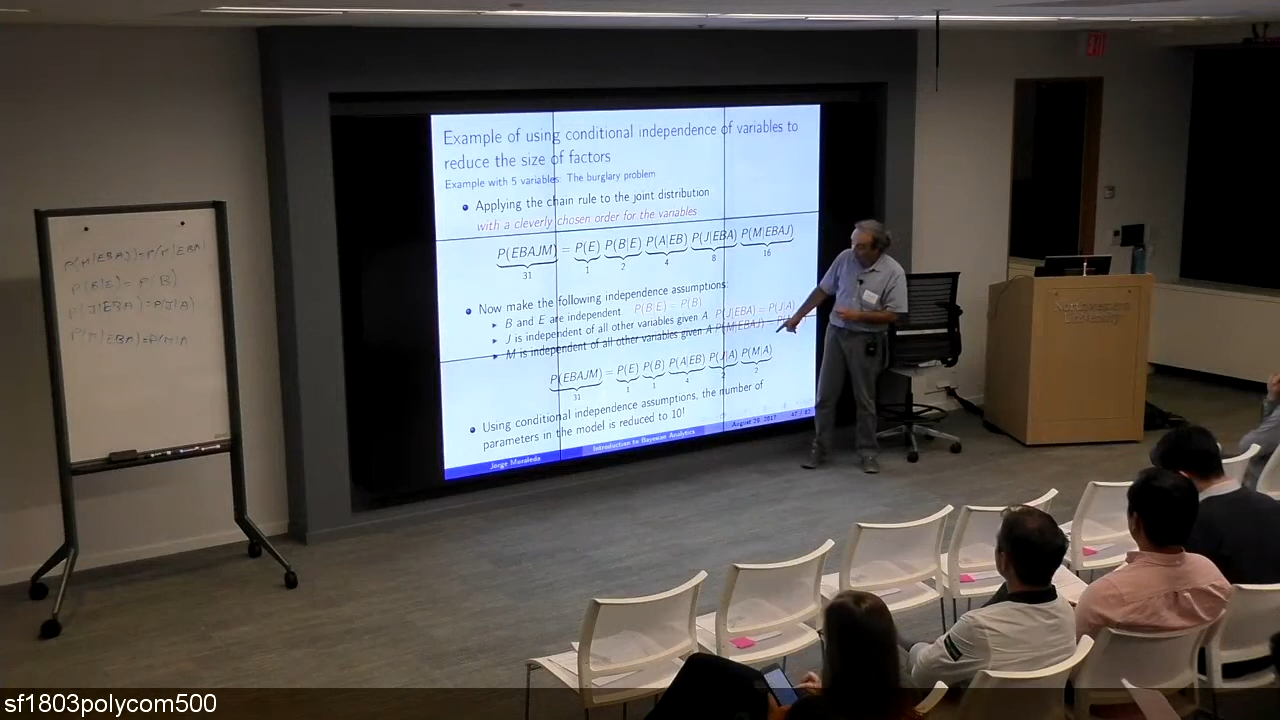 Example of using conditional independence of variables to
reduce the size of factors
Example with 5 variables: The burglary problem
Applying the chain rule to the joint distribution
with a cleverly chosen order for the variables
P(EBAJM) = P(E) P(B|E) P(A|EB) P(J|EBA) P(M|EBAJ)
31 1 2 4 8 16
Now make the following independence assumptions:
B and E are independent P(B|E) = P(B)
J is independent of all other variables given A P(J|EBA) = P(J|A)
M is independent of all other variables given A P(M|EBAJ)
P(EBAJM) = P(E) P(B) P(A|EB) P(J|A) P(M|A)
31 1 1 4 2 2
Using conditional independence assumptions, the number of
parameters in the model is reduced to 10!
Jorge Moraleda Introduction to Bayesian Analytics August 29, 2017 47 / 82
P(B|E) = P(B)
P(J|EBA) = P(J|A)
Northwestern
University
sf1803polycom500